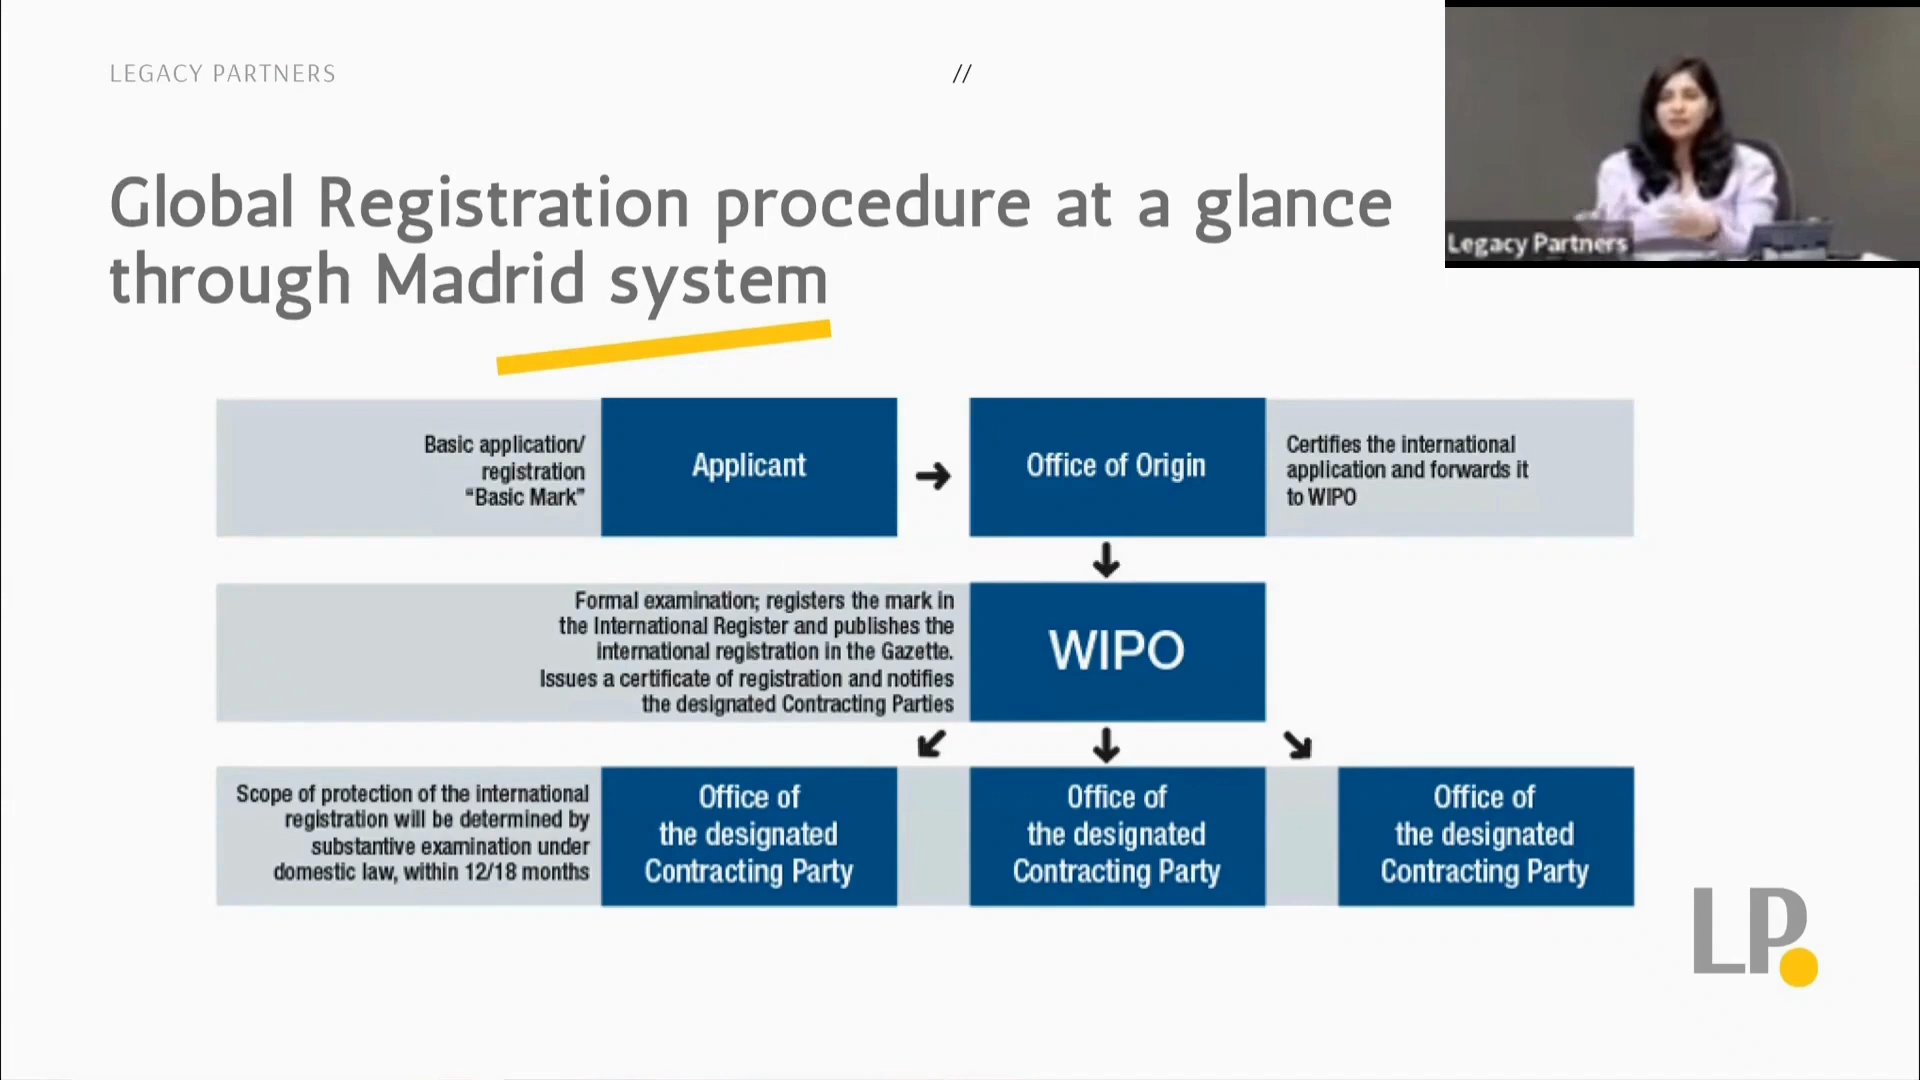 LEGACY PARTNERS
//
Legacy Partners
Global Registration procedure at a glance
through Madrid system
Basic application/
registration
“Basic Mark”
Applicant
Office of Origin
Certifies the international
application and forwards it
to WIPO
Formal examination; registers the mark in
the International Register and publishes the
international registration in the Gazette.
Issues a certificate of registration and notifies
the designated Contracting Parties
WIPO
Scope of protection of the international
registration will be determined by
substantive examination under
domestic law, within 12/18 months
Office of
the designated
Contracting Party
Office of
the designated
Contracting Party
Office of
the designated
Contracting Party
LP.